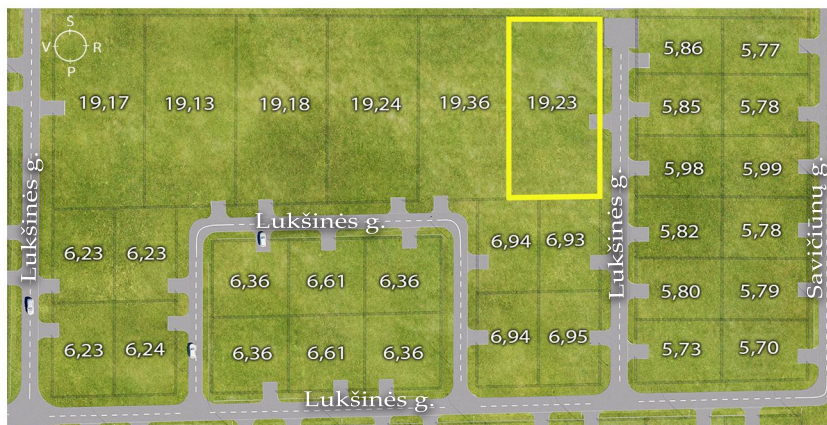 S
V R
P
19,17 19,13 19,18 19,24 19,36 19,23
5,86 5,77
5,85 5,78
5,98 5,99
5,82 5,78
5,80 5,79
5,73 5,70
Lukšinės g.
Lukšinės g.
Lukšinės g.
Savičiūnų g.
6,23 6,23
6,23 6,24
6,36 6,61 6,36
6,36 6,61 6,36
6,94 6,93
6,94 6,95
Lukšinės g.